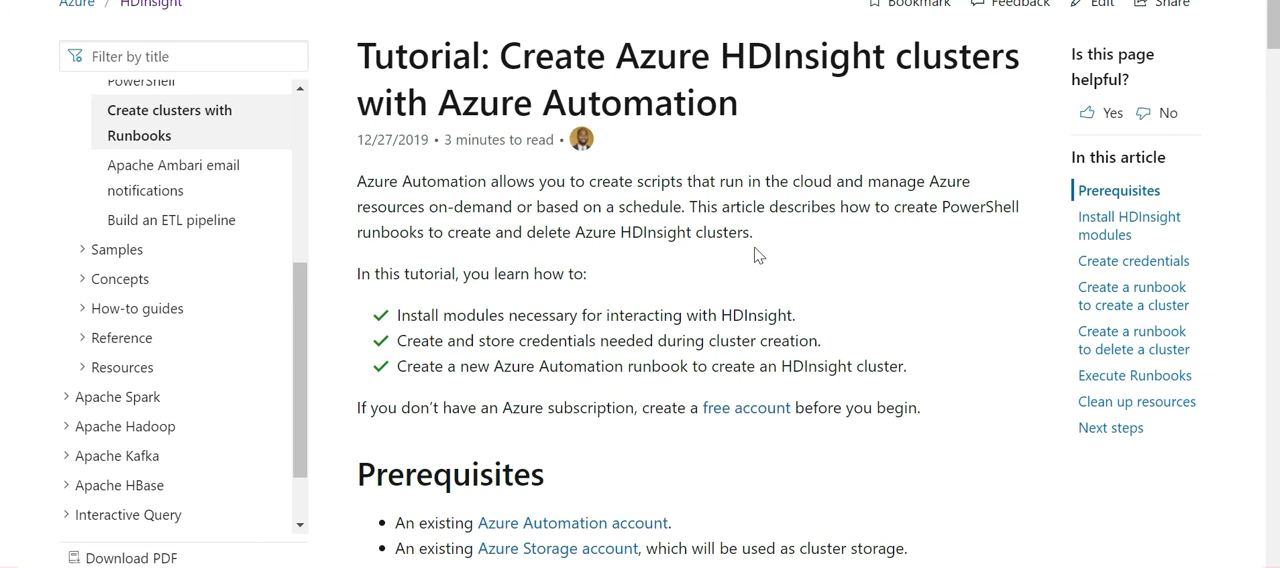 Azure / HDInsight
Bookmark Feedback Edit Share
Filter by title
PowerShell
Create clusters with
Runbooks
Apache Ambari email
notifications
Build an ETL pipeline
Samples
Concepts
How-to guides
Reference
Resources
Apache Spark
Apache Hadoop
Apache Kafka
Apache HBase
Interactive Query
Download PDF
Tutorial: Create Azure HDInsight clusters
with Azure Automation
12/27/2019 • 3 minutes to read •
Azure Automation allows you to create scripts that run in the cloud and manage Azure
resources on-demand or based on a schedule. This article describes how to create PowerShell
runbooks to create and delete Azure HDInsight clusters.
In this tutorial, you learn how to:
Install modules necessary for interacting with HDInsight.
Create and store credentials needed during cluster creation.
Create a new Azure Automation runbook to create an HDInsight cluster.
If you don’t have an Azure subscription, create a free account before you begin.
Prerequisites
• An existing Azure Automation account.
• An existing Azure Storage account, which will be used as cluster storage.
Is this page
helpful?
Yes No
In this article
Prerequisites
Install HDInsight
modules
Create credentials
Create a runbook
to create a cluster
Create a runbook
to delete a cluster
Execute Runbooks
Clean up resources
Next steps